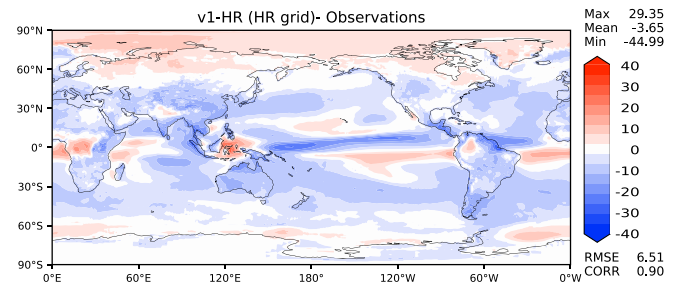 v1-HR (HR grid)- Observations
Max 29.35
Mean -3.65
Min -44.99
90°N
60°N
30°N
0°
30°S
60°S
90°S
0°E 60°E 120°E 180° 120°W 60°W 0°W
40
30
20
10
0
-10
-20
-30
-40
RMSE 6.51
CORR 0.90